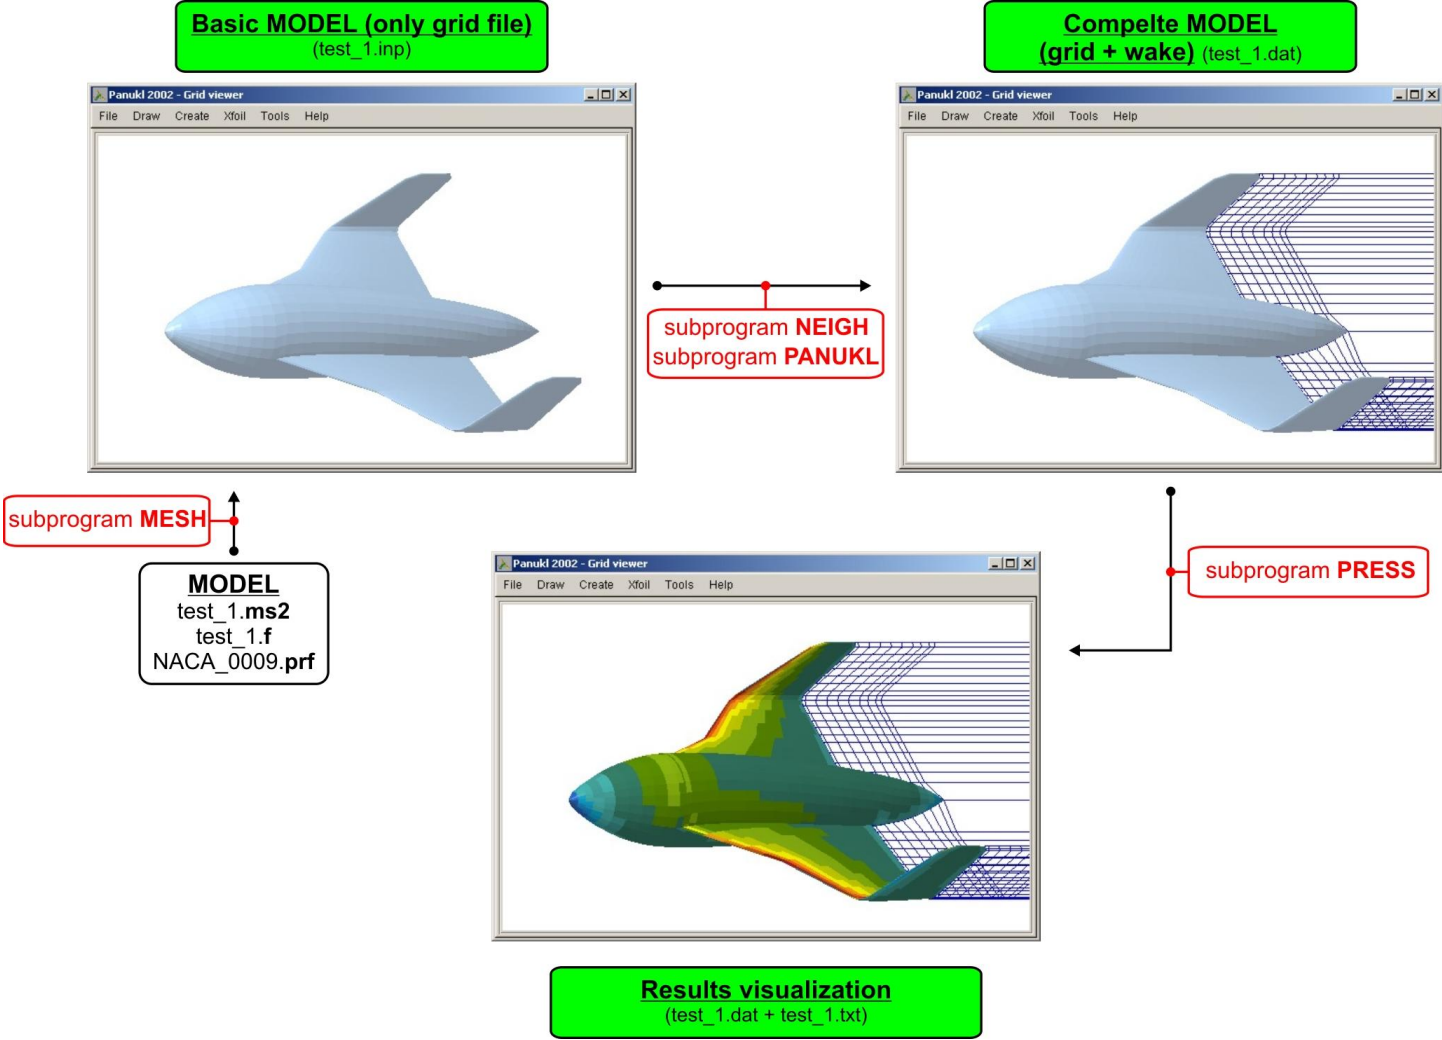 Basic MODEL (only grid file)
(test_1.inp)
Compelte MODEL
(grid + wake) (test_1.dat)
Panukl 2002 - Grid viewer
File Draw Create Xfoil Tools Help
Panukl 2002 - Grid viewer
File Draw Create Xfoil Tools Help
subprogram NEIGH
subprogram PANUKL
subprogram MESH
MODEL
test_1.ms2
test_1.f
NACA_0009.prf
subprogram PRESS
Panukl 2002 - Grid viewer
File Draw Create Xfoil Tools Help
Results visualization
(test_1.dat + test_1.txt)